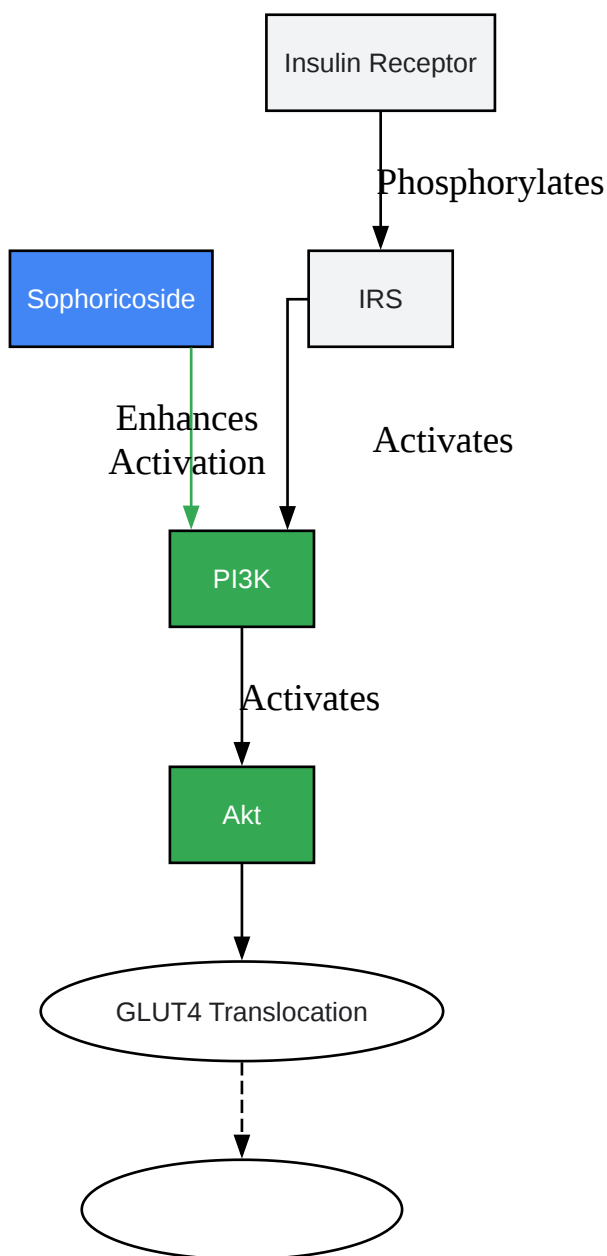 Insulin Receptor
Phosphorylates
Sophoricoside
IRS
Enhances
Activation
Activates
PI3K
Activates
Akt
GLUT4 Translocation